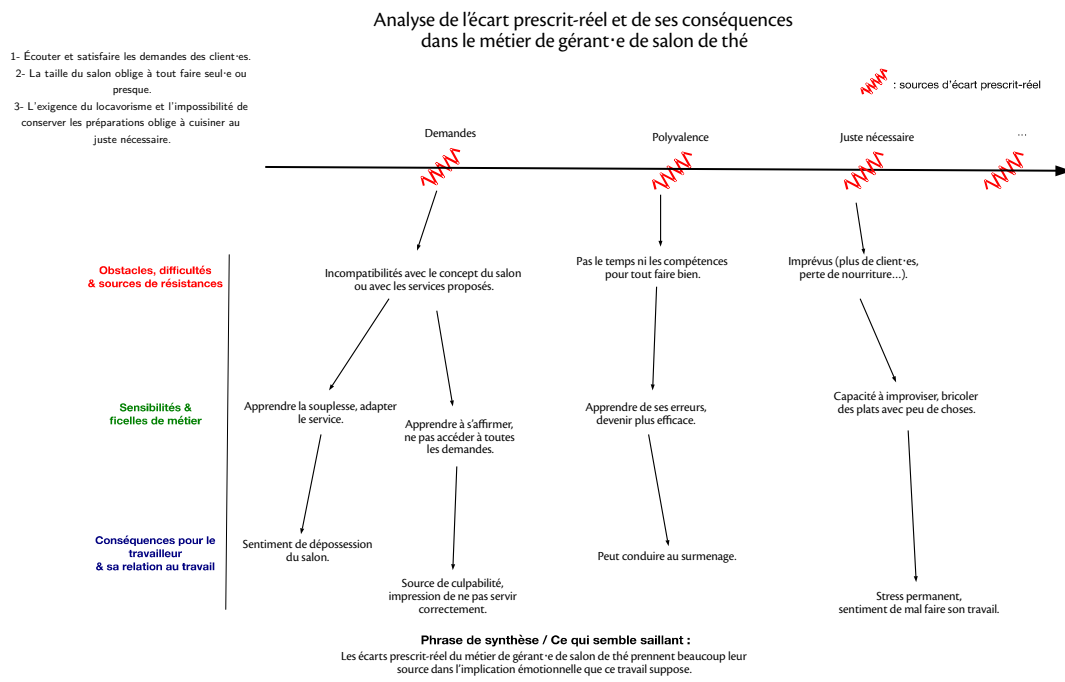 Analyse de l'écart prescrit-réel et de ses conséquences
dans le métier de gérant·e de salon de thé
1- Écouter et satisfaire les demandes des client·es.
2- La taille du salon oblige à tout faire seul·e ou
presque.
3- L'exigence du locavorisme et l'impossibilité de
conserver les préparations oblige à cuisiner au
juste nécessaire.
: sources d'écart prescrit-réel
Demandes
Polyvalence
Juste nécessaire
...
Obstacles, difficultés
& sources de résistances
Incompatibilités avec le concept du salon
ou avec les services proposés.
Pas le temps ni les compétences
pour tout faire bien.
Imprévus (plus de client·es,
perte de nourriture...).
Sensibilités &
ficelles de métier
Apprendre la souplesse, adapter
le service.
Apprendre à s'affirmer,
ne pas accéder à toutes
les demandes.
Apprendre de ses erreurs,
devenir plus efficace.
Capacité à improviser, bricoler
des plats avec peu de choses.
Conséquences pour le
travailleur
& sa relation au travail
Sentiment de dépossession
du salon.
Source de culpabilité,
impression de ne pas servir
correctement.
Peut conduire au surmenage.
Stress permanent,
sentiment de mal faire son travail.
Phrase de synthèse / Ce qui semble saillant :
Les écarts prescrit-réel du métier de gérant·e de salon de thé prennent beaucoup leur
source dans l'implication émotionnelle que ce travail suppose.